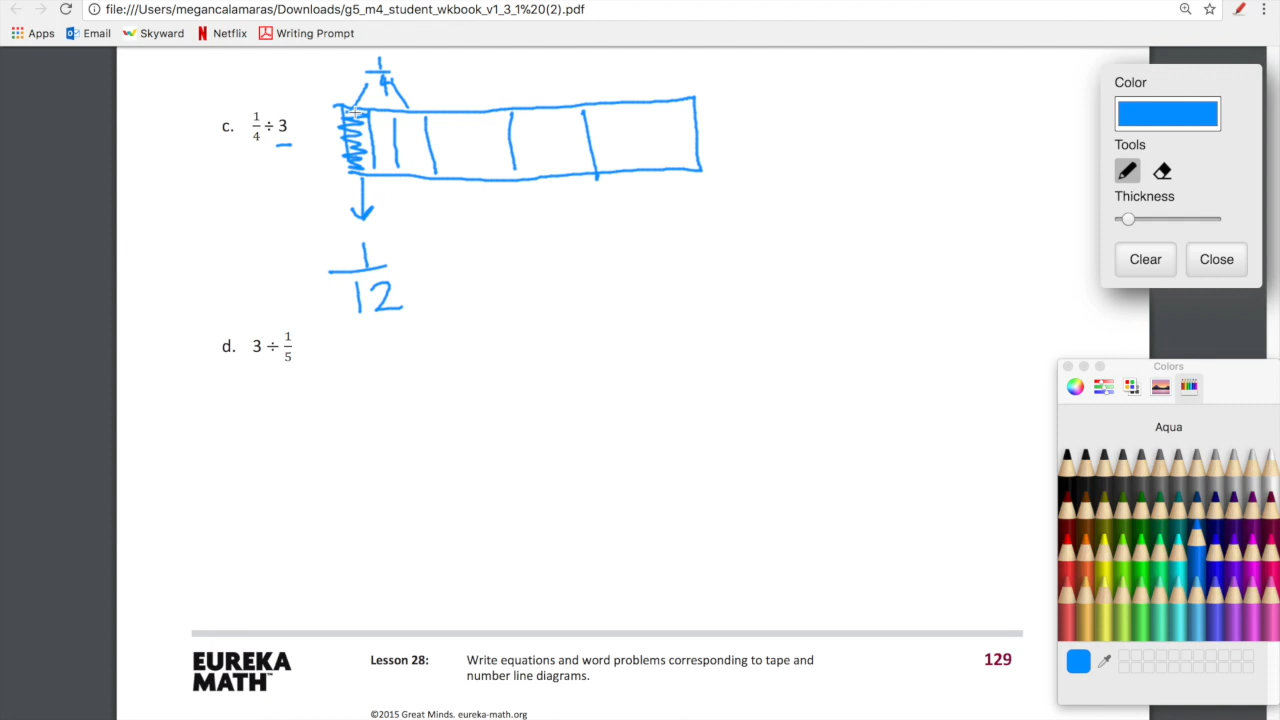 file:///Users/megancalamaras/Downloads/g5_m4_student_wkbook_v1_3_1%20(2).pdf
Apps Email Skyward Netflix Writing Prompt
1/4
c. 1/4 ÷ 3
1/12
d. 3 ÷ 1/5
Color
Tools
Thickness
Clear Close
Colors
Aqua
EUREKA MATH™
Lesson 28: Write equations and word problems corresponding to tape and
number line diagrams.
129
©2015 Great Minds. eureka-math.org